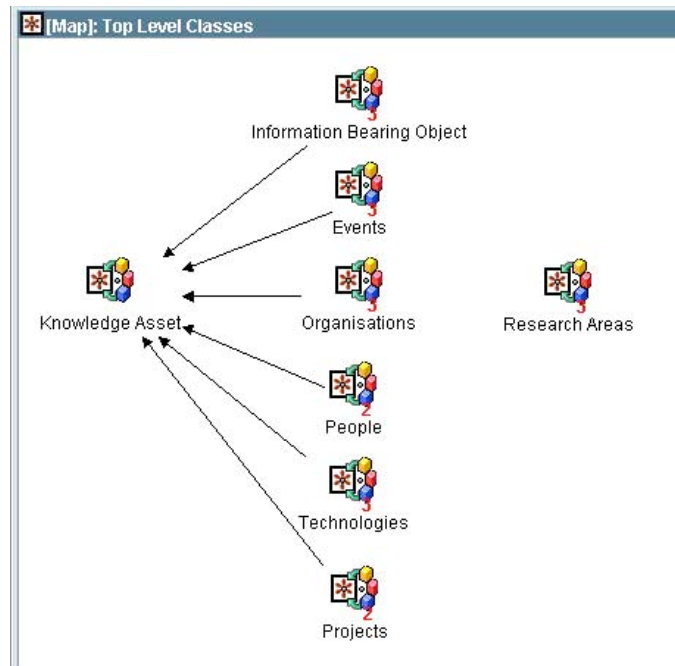 [Map]: Top Level Classes
3
Information Bearing Object
3
Events
Knowledge Asset
3
Organisations
3
Research Areas
2
People
3
Technologies
2
Projects